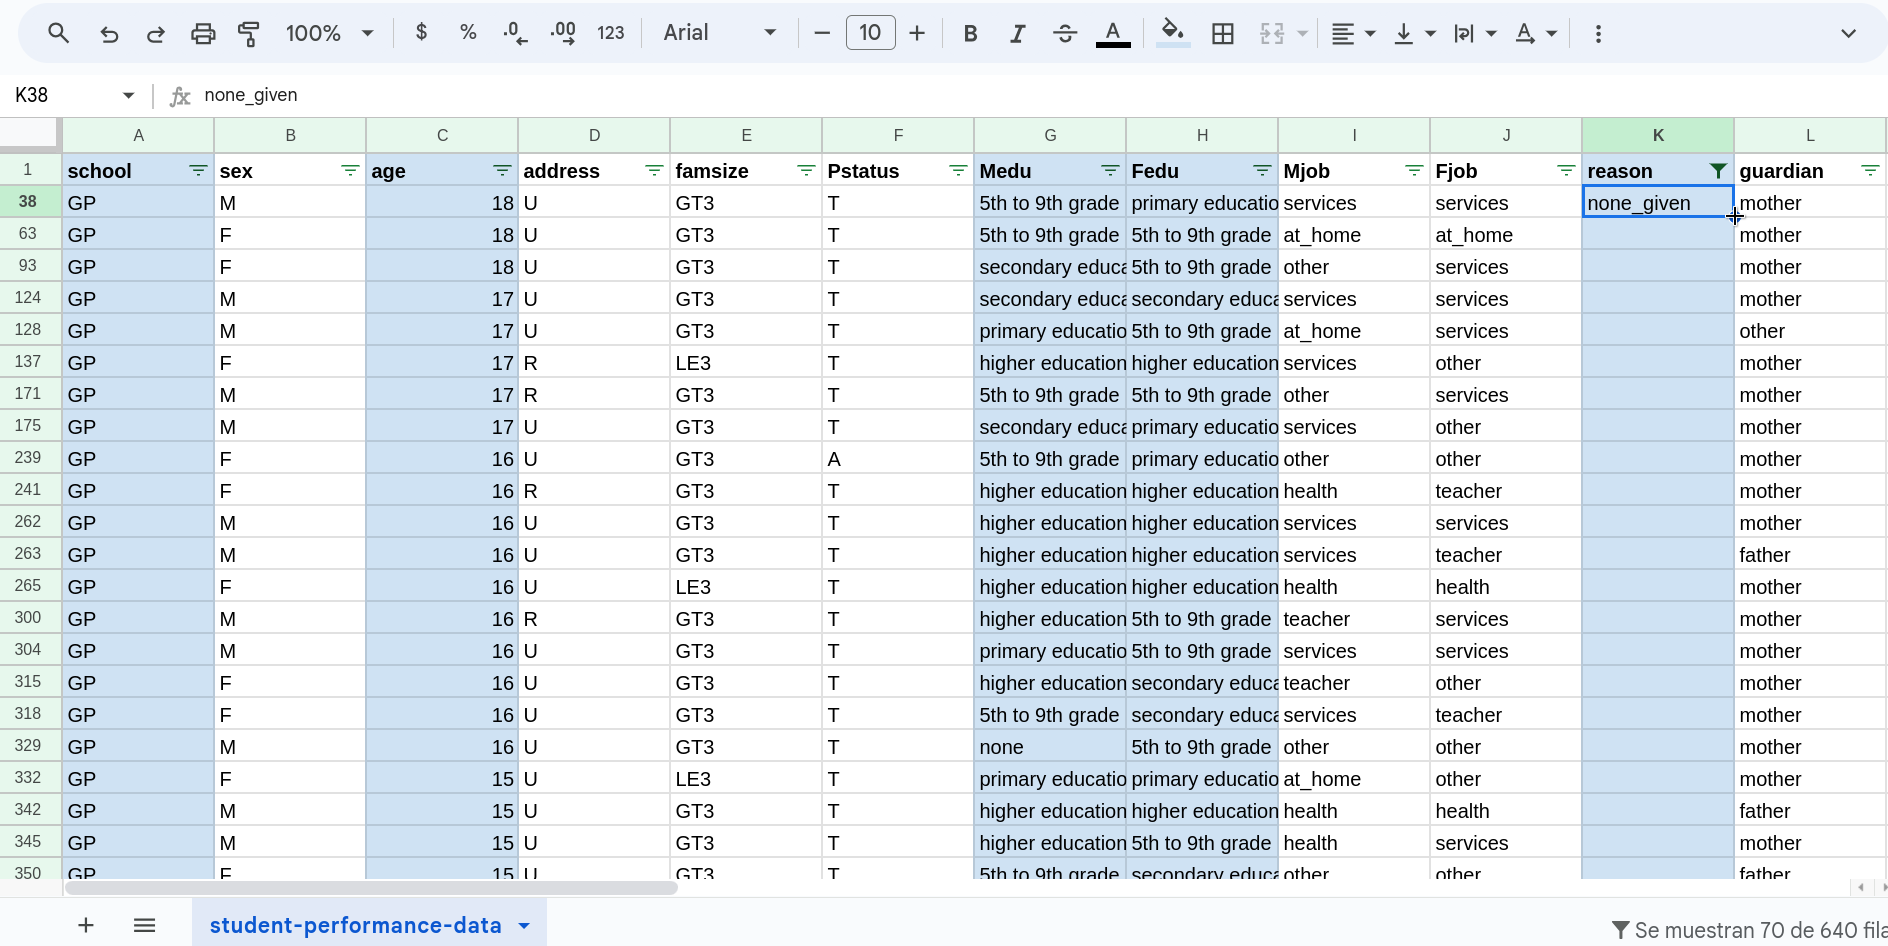 100% $ % .0 .00 123 Arial 10 B I A A
K38 fx none_given
A B C D E F G H I J K L
1 school sex age address famsize Pstatus Medu Fedu Mjob Fjob reason guardian
38 GP M 18 U GT3 T 5th to 9th grade primary educatio services services none_given mother
63 GP F 18 U GT3 T 5th to 9th grade 5th to 9th grade at_home at_home mother
93 GP F 18 U GT3 T secondary educa 5th to 9th grade other services mother
124 GP M 17 U GT3 T secondary educa secondary educa services services mother
128 GP M 17 U GT3 T primary educatio 5th to 9th grade at_home services other
137 GP F 17 R LE3 T higher education higher education services other mother
171 GP M 17 R GT3 T 5th to 9th grade 5th to 9th grade other services mother
175 GP M 17 U GT3 T secondary educa primary educatio services other mother
239 GP F 16 U GT3 A 5th to 9th grade primary educatio other other mother
241 GP F 16 R GT3 T higher education higher education health teacher mother
262 GP M 16 U GT3 T higher education higher education services services mother
263 GP M 16 U GT3 T higher education higher education services teacher father
265 GP F 16 U LE3 T higher education higher education health health mother
300 GP M 16 R GT3 T higher education 5th to 9th grade teacher services mother
304 GP M 16 U GT3 T primary educatio 5th to 9th grade services services mother
315 GP F 16 U GT3 T higher education secondary educa teacher other mother
318 GP F 16 U GT3 T 5th to 9th grade secondary educa services teacher mother
329 GP M 16 U GT3 T none 5th to 9th grade other other mother
332 GP F 15 U LE3 T primary educatio primary educatio at_home other mother
342 GP M 15 U GT3 T higher education higher education health health father
345 GP M 15 U GT3 T higher education 5th to 9th grade health services mother
350 GP F 15 U GT3 T 5th to 9th grade secondary educa other other father
student-performance-data
Se muestran 70 de 640 fila